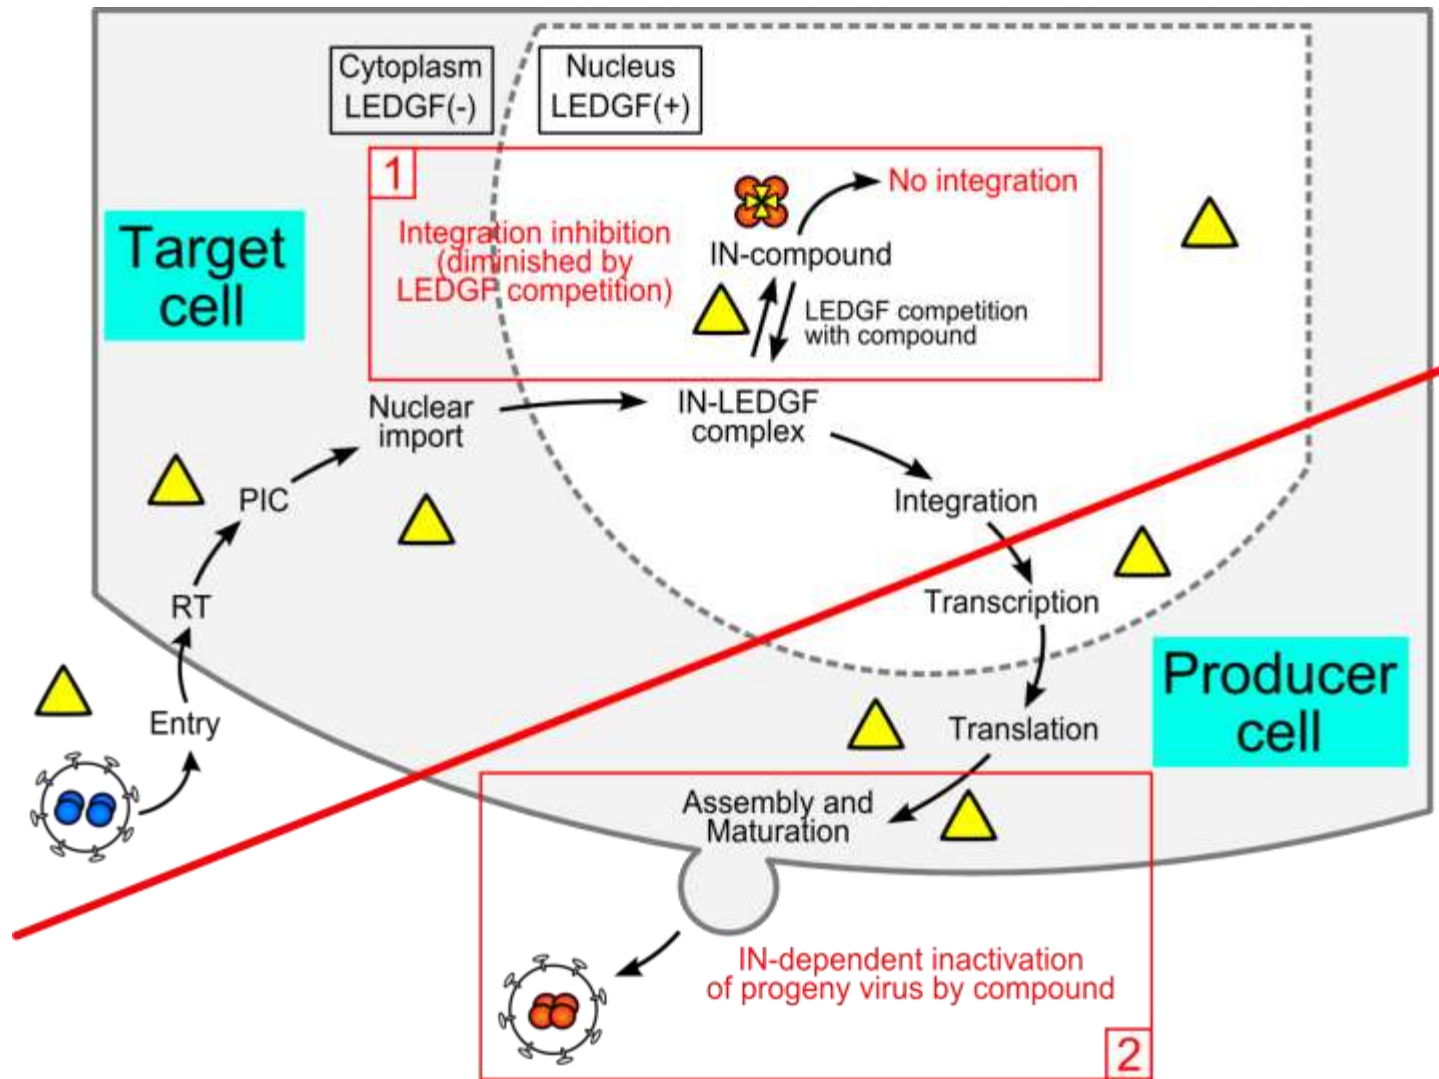 Cytoplasm
LEDGF(-)
Nucleus
LEDGF(+)
1
No integration
Target
cell
Integration inhibition
(diminished by
LEDGF competition)
IN-compound
LEDGF competition
with compound
Nuclear
import
IN-LEDGF
complex
PIC
Integration
RT
Transcription
Producer
cell
Entry
Translation
Assembly and
Maturation
IN-dependent inactivation
of progeny virus by compound
2